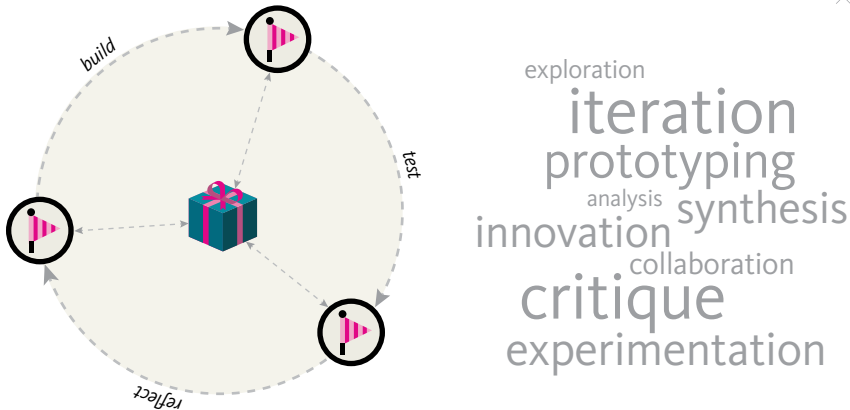 build
test
reflect
exploration
iteration
prototyping
analysis
synthesis
innovation
collaboration
critique
experimentation